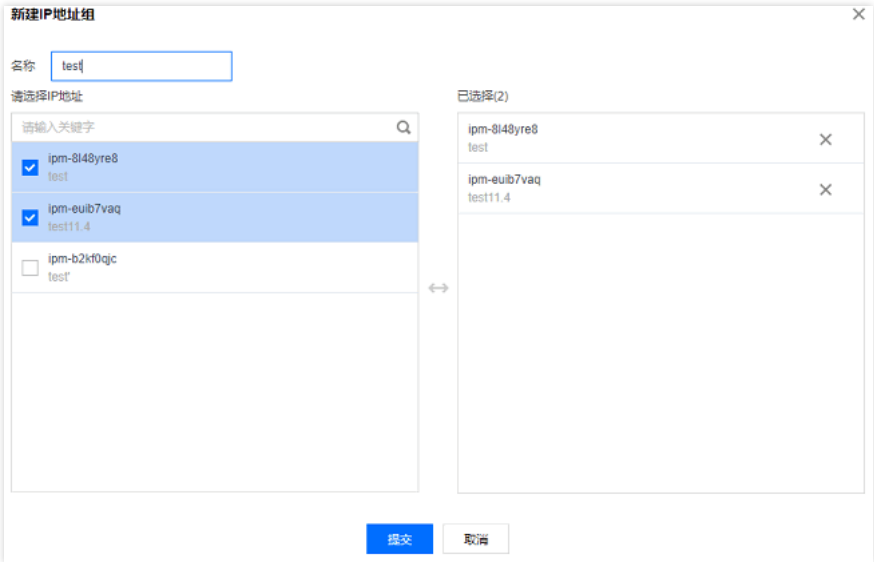 新建IP地址组
名称 test
请选择IP地址
请输入关键字
ipm-8l48yre8
test
ipm-euib7vaq
test11.4
ipm-b2kf0qjc
test'
已选择(2)
ipm-8l48yre8
test
ipm-euib7vaq
test11.4
提交 取消